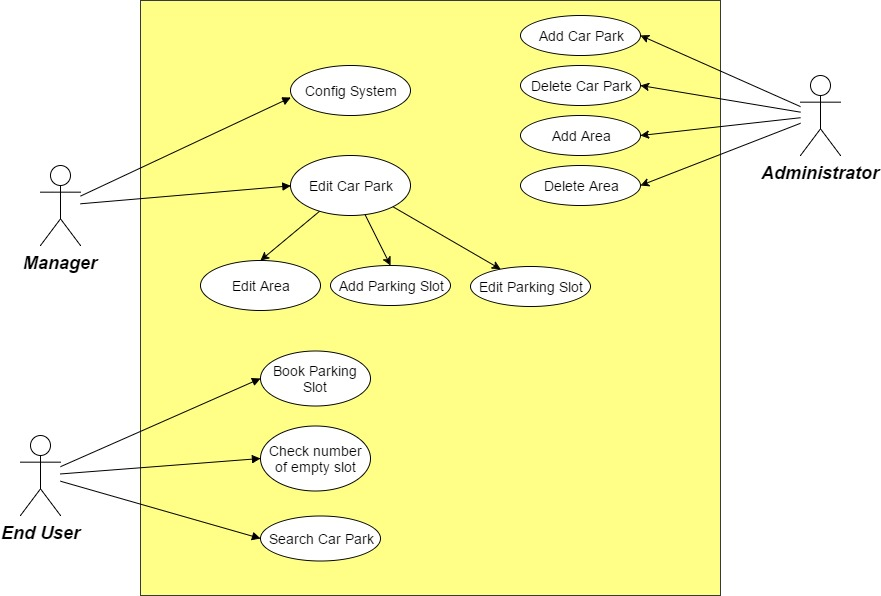 Add Car Park
Config System
Delete Car Park
Add Area
Administrator
Edit Car Park
Delete Area
Manager
Edit Area
Add Parking Slot
Edit Parking Slot
Book Parking
Slot
Check number
of empty slot
End User
Search Car Park